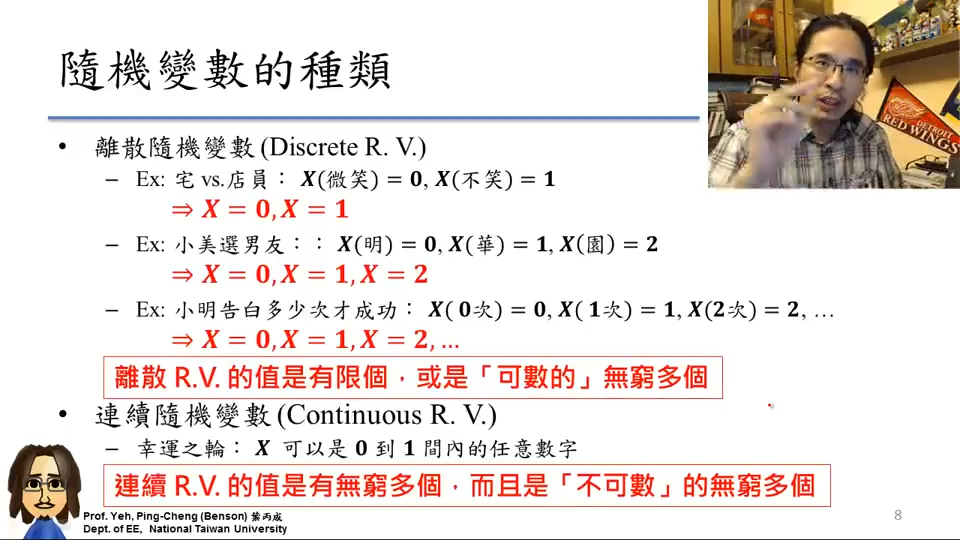 隨機變數的種類
DETROIT
RED WINGS
• 離散隨機變數 (Discrete R. V.)
– Ex: 宅 vs.店員： X(微笑) = 0, X(不笑) = 1
⇒ X = 0, X = 1
– Ex: 小美選男友：： X(明) = 0, X(華) = 1, X(園) = 2
⇒ X = 0, X = 1, X = 2
– Ex: 小明告白多少次才成功： X( 0次) = 0, X( 1次) = 1, X(2次) = 2, …
⇒ X = 0, X = 1, X = 2, …
離散 R.V. 的值是有限個，或是「可數的」無窮多個
• 連續隨機變數 (Continuous R. V.)
– 幸運之輪： X 可以是 0 到 1 間內的任意數字
連續 R.V. 的值是有無窮多個，而且是「不可數」的無窮多個
Prof. Yeh, Ping-Cheng (Benson) 葉丙成
Dept. of EE, National Taiwan University
8